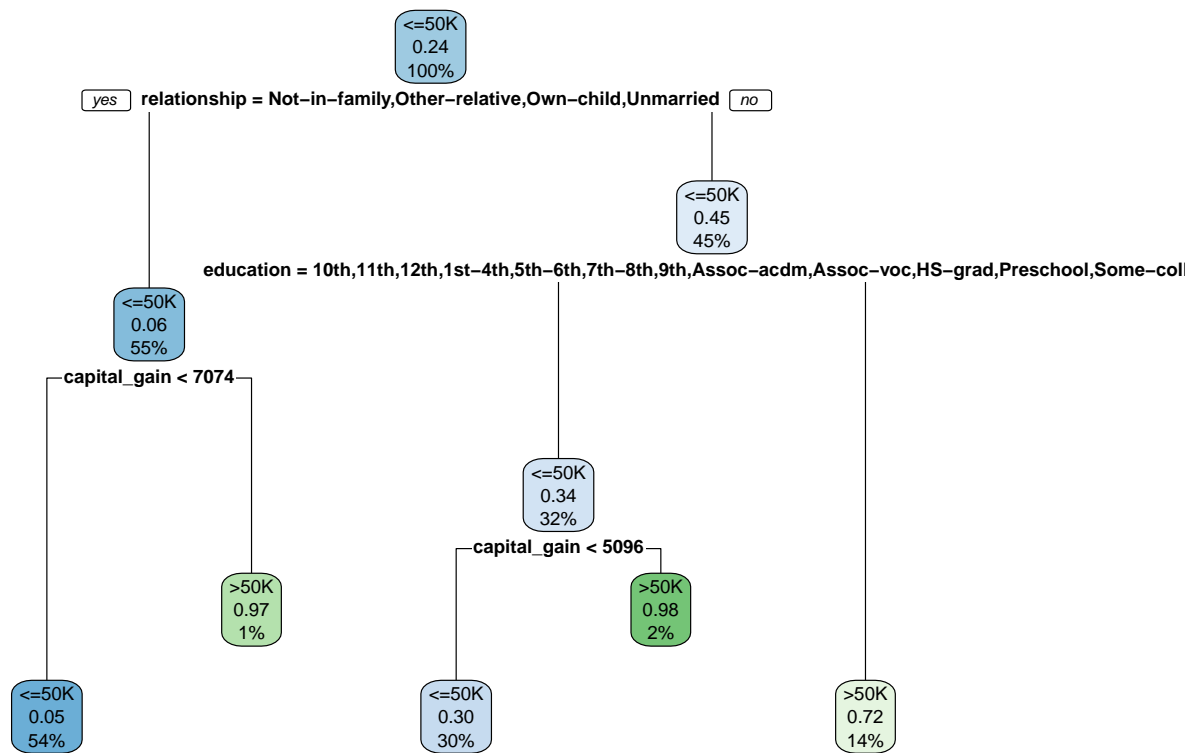 <=50K
0.24
100%
yes relationship = Not−in−family,Other−relative,Own−child,Unmarried no
<=50K
0.45
45%
education = 10th,11th,12th,1st−4th,5th−6th,7th−8th,9th,Assoc−acdm,Assoc−voc,HS−grad,Preschool,Some−coll
<=50K
0.06
55%
capital_gain < 7074
<=50K
0.34
32%
capital_gain < 5096
>50K
0.97
1%
>50K
0.98
2%
<=50K
0.05
54%
<=50K
0.30
30%
>50K
0.72
14%